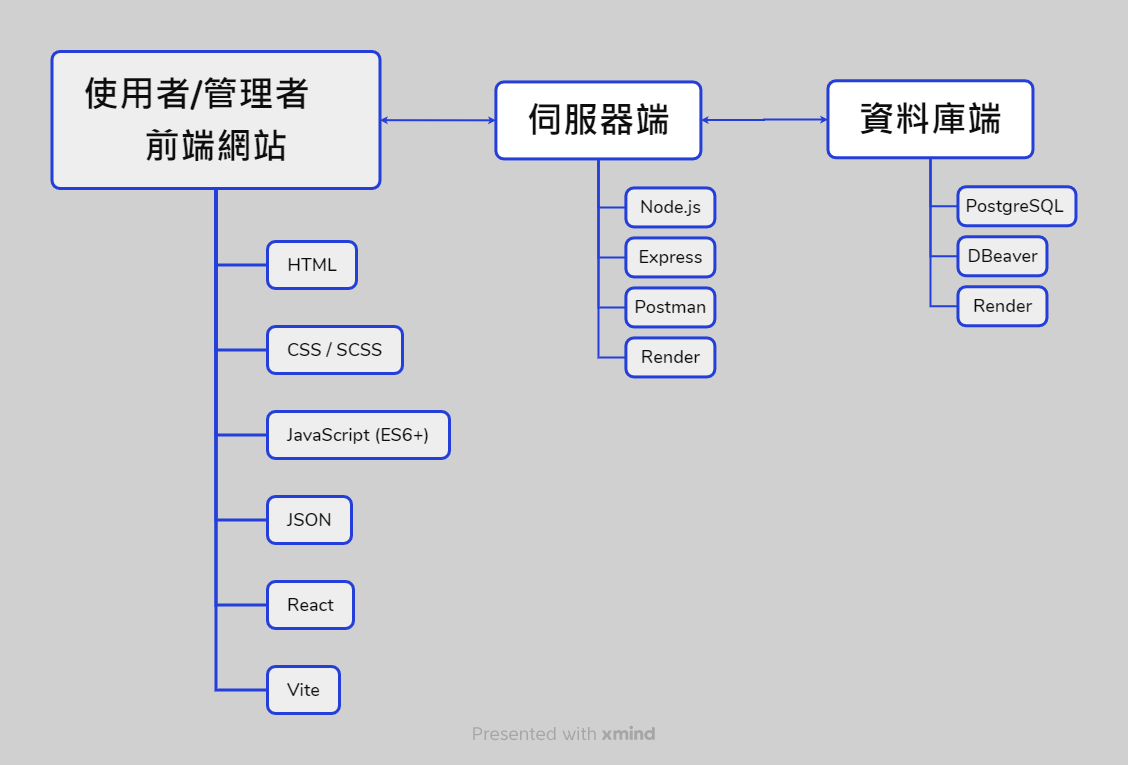 使用者/管理者
前端網站
HTML
CSS / SCSS
JavaScript (ES6+)
JSON
React
Vite
伺服器端
Node.js
Express
Postman
Render
資料庫端
PostgreSQL
DBeaver
Render
Presented with xmind